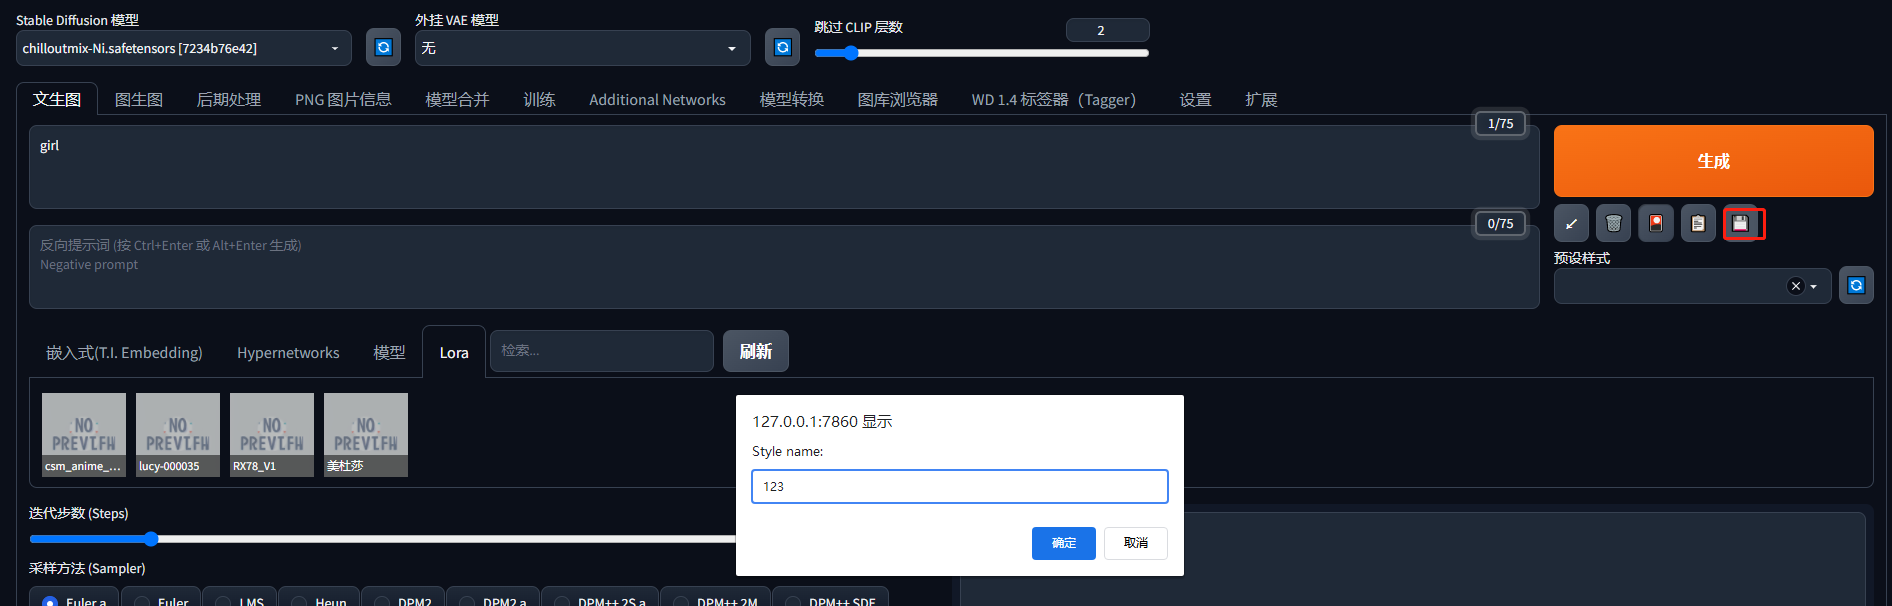 Stable Diffusion 模型
外挂 VAE 模型
跳过 CLIP 层数
2
chilloutmix-Ni.safetensors [7234b76e42]
无
文生图
图生图
后期处理
PNG 图片信息
模型合并
训练
Additional Networks
模型转换
图库浏览器
WD 1.4 标签器（Tagger）
设置
扩展
1/75
girl
生成
0/75
反向提示词 (按 Ctrl+Enter 或 Alt+Enter 生成)
Negative prompt
预设样式
嵌入式(T.I. Embedding)
Hypernetworks
模型
Lora
检索...
刷新
NO
NO
NO
NO
csm_anime_...
lucy-000035
RX78_V1
美杜莎
127.0.0.1:7860 显示
Style name:
123
确定
取消
迭代步数 (Steps)
采样方法 (Sampler)
Euler a
Euler
LMS
Heun
DPM2
DPM2 a
DPM++ 2S a
DPM++ 2M
DPM++ SDE